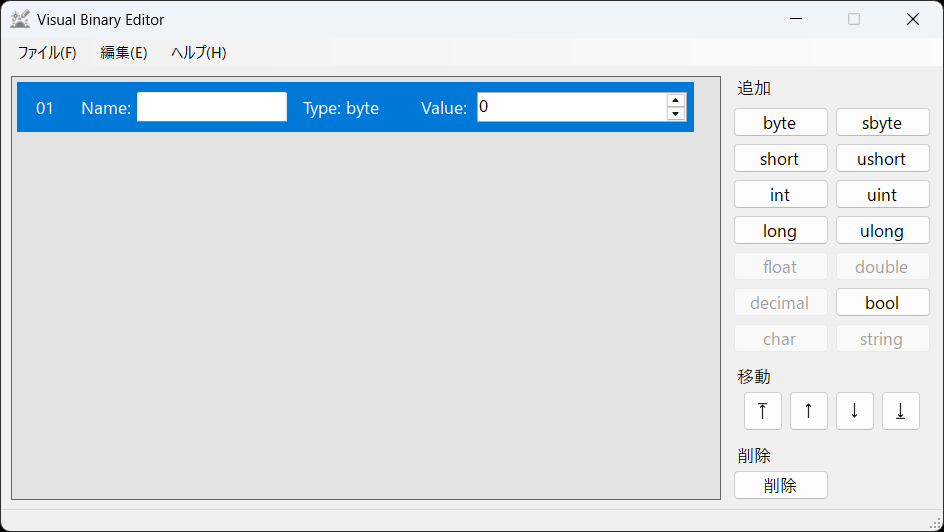 Visual Binary Editor
ファイル(F) 編集(E) ヘルプ(H)
01 Name: Type: byte Value: 0
追加
byte sbyte
short ushort
int uint
long ulong
float double
decimal bool
char string
移動
↑ ↓
削除
削除